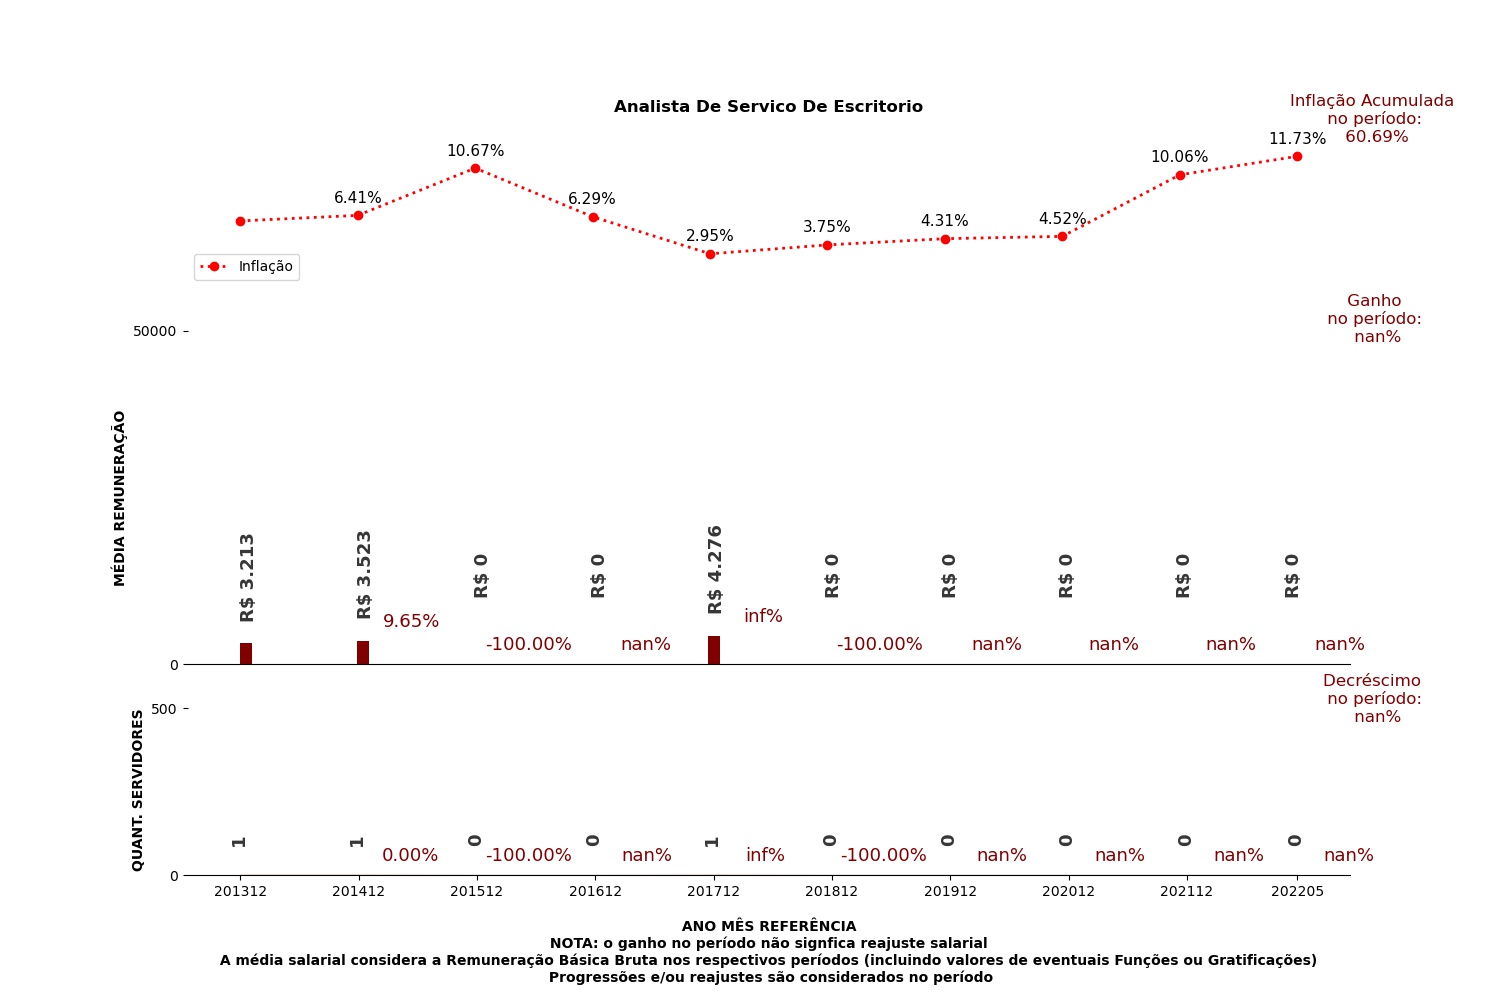 Analista De Servico De Escritorio
Inflação Acumulada
no período:
60.69%
6.41%
10.67%
6.29%
2.95%
3.75%
4.31%
4.52%
10.06%
11.73%
Inflação
Ganho
no período:
nan%
50000
0
MÉDIA REMUNERAÇÃO
R$ 3.213
R$ 3.523
R$ 0
R$ 0
R$ 4.276
R$ 0
R$ 0
R$ 0
R$ 0
R$ 0
9.65%
-100.00%
nan%
inf%
-100.00%
nan%
nan%
nan%
nan%
Decréscimo
no período:
nan%
500
0
QUANT. SERVIDORES
1
1
0
0
1
0
0
0
0
0
0.00%
-100.00%
nan%
inf%
-100.00%
nan%
nan%
nan%
nan%
201312
201412
201512
201612
201712
201812
201912
202012
202112
202205
ANO MÊS REFERÊNCIA
NOTA: o ganho no período não signfica reajuste salarial
A média salarial considera a Remuneração Básica Bruta nos respectivos períodos (incluindo valores de eventuais Funções ou Gratificações)
Progressões e/ou reajustes são considerados no período